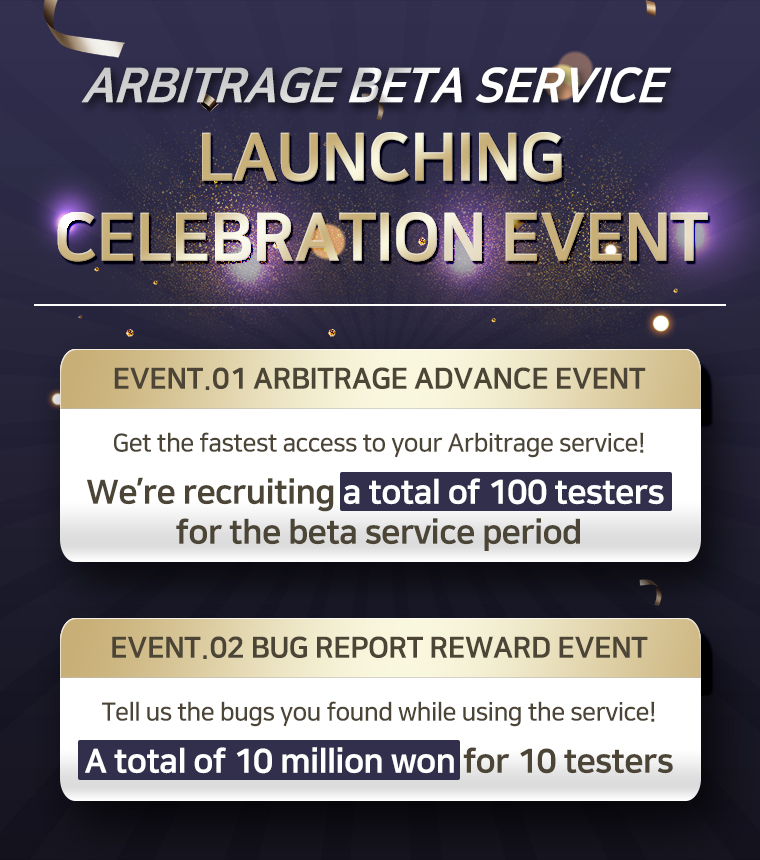 ARBITRAGE BETA SERVICE
LAUNCHING
CELEBRATION EVENT
EVENT.01 ARBITRAGE ADVANCE EVENT
Get the fastest access to your Arbitrage service!
We're recruiting a total of 100 testers
for the beta service period
EVENT.02 BUG REPORT REWARD EVENT
Tell us the bugs you found while using the service!
A total of 10 million won for 10 testers